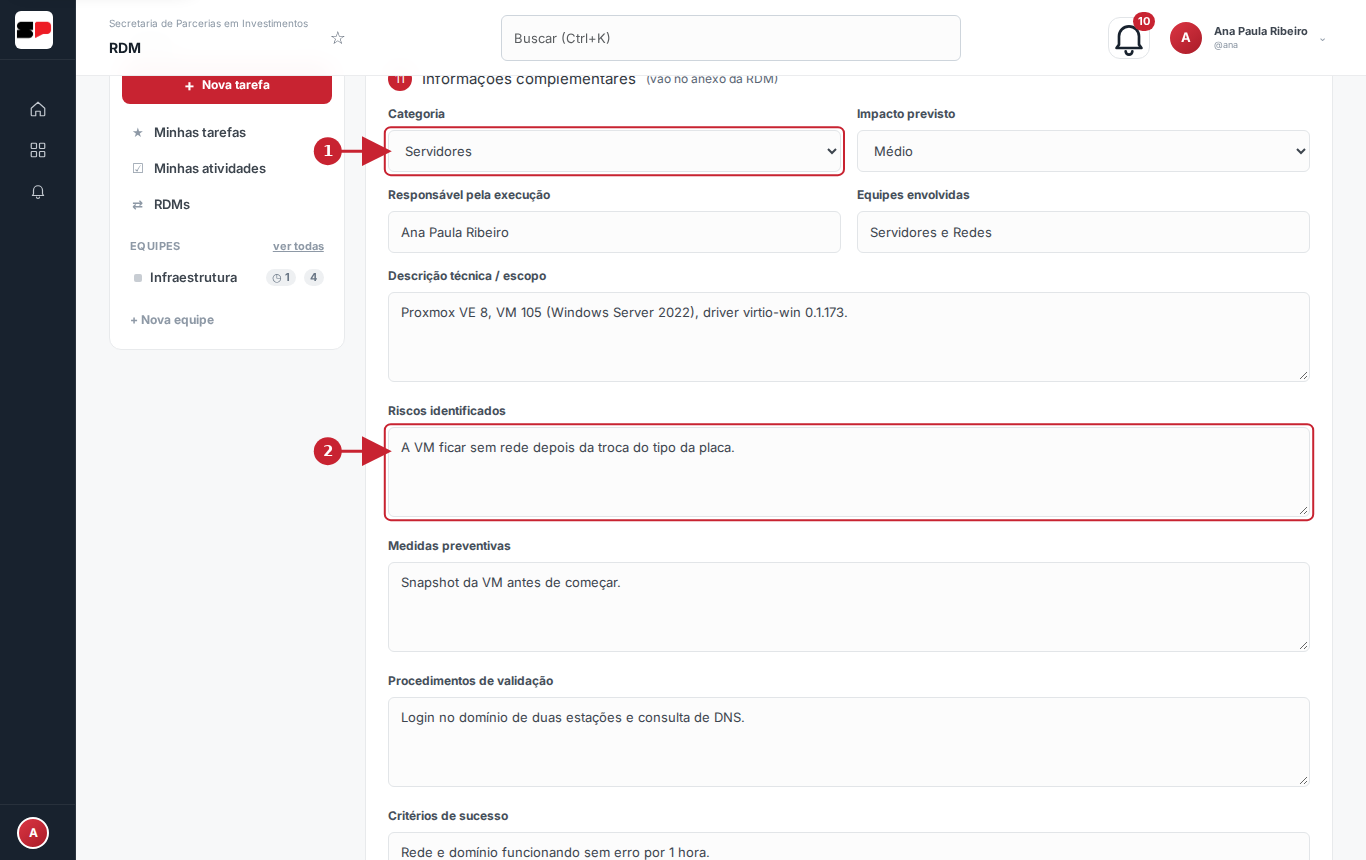 SP
Secretaria de Parcerias em Investimentos
RDM
☆
Buscar (Ctrl+K)
10
A
Ana Paula Ribeiro
@ana
+ Nova tarefa
★ Minhas tarefas
☑ Minhas atividades
⇄ RDMs
EQUIPES
ver todas
Infraestrutura
◷ 1
4
+ Nova equipe
11 Informações complementares (vão no anexo da RDM)
Categoria
Impacto previsto
1
Servidores
Médio
Responsável pela execução
Equipes envolvidas
Ana Paula Ribeiro
Servidores e Redes
Descrição técnica / escopo
Proxmox VE 8, VM 105 (Windows Server 2022), driver virtio-win 0.1.173.
Riscos identificados
2
A VM ficar sem rede depois da troca do tipo da placa.
Medidas preventivas
Snapshot da VM antes de começar.
Procedimentos de validação
Login no domínio de duas estações e consulta de DNS.
Critérios de sucesso
Rede e domínio funcionando sem erro por 1 hora.
A